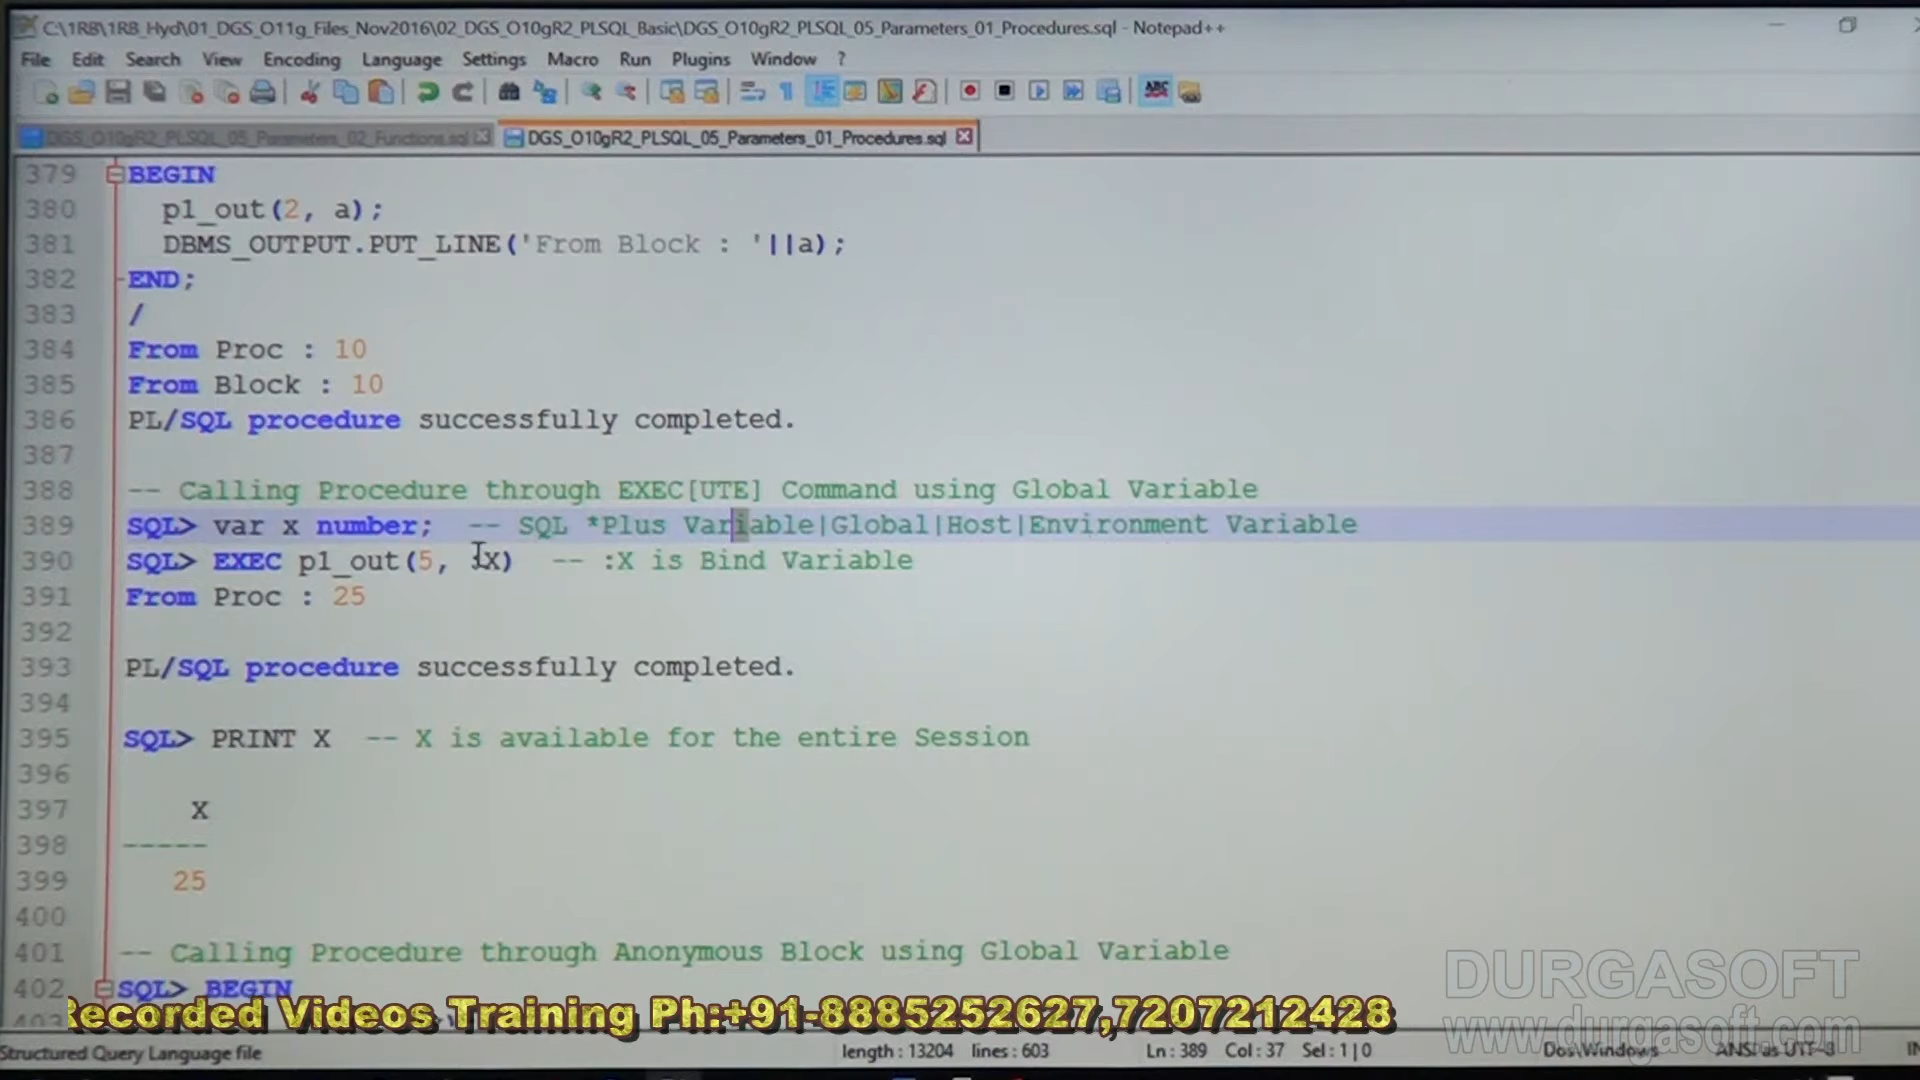 C:\1RB\1RB_Hyd\01_DGS_O11g_Files_Nov2016\02_DGS_O10gR2_PLSQL_Basic\DGS_O10gR2_PLSQL_05_Parameters_01_Procedures.sql - Notepad++
File Edit Search View Encoding Language Settings Macro Run Plugins Window ?
DGS_O10gR2_PLSQL_05_Parameters_02_Functions.sql DGS_O10gR2_PLSQL_05_Parameters_01_Procedures.sql
379 BEGIN
380 p1_out(2, a);
381 DBMS_OUTPUT.PUT_LINE('From Block : '||a);
382 END;
383 /
384 From Proc : 10
385 From Block : 10
386 PL/SQL procedure successfully completed.
387
388 -- Calling Procedure through EXEC[UTE] Command using Global Variable
389 SQL> var x number; -- SQL *Plus Variable|Global|Host|Environment Variable
390 SQL> EXEC p1_out(5, :X) -- :X is Bind Variable
391 From Proc : 25
392
393 PL/SQL procedure successfully completed.
394
395 SQL> PRINT X -- X is available for the entire Session
396
397 X
398 -----
399 25
400
401 -- Calling Procedure through Anonymous Block using Global Variable
402 SQL> BEGIN
Recorded Videos Training Ph:+91-8885252627,7207212428
DURGASOFT
www.durgasoft.com
Structured Query Language file length : 13204 lines : 603 Ln : 389 Col : 37 Sel : 1 | 0 Dos\Windows ANSI as UTF-8